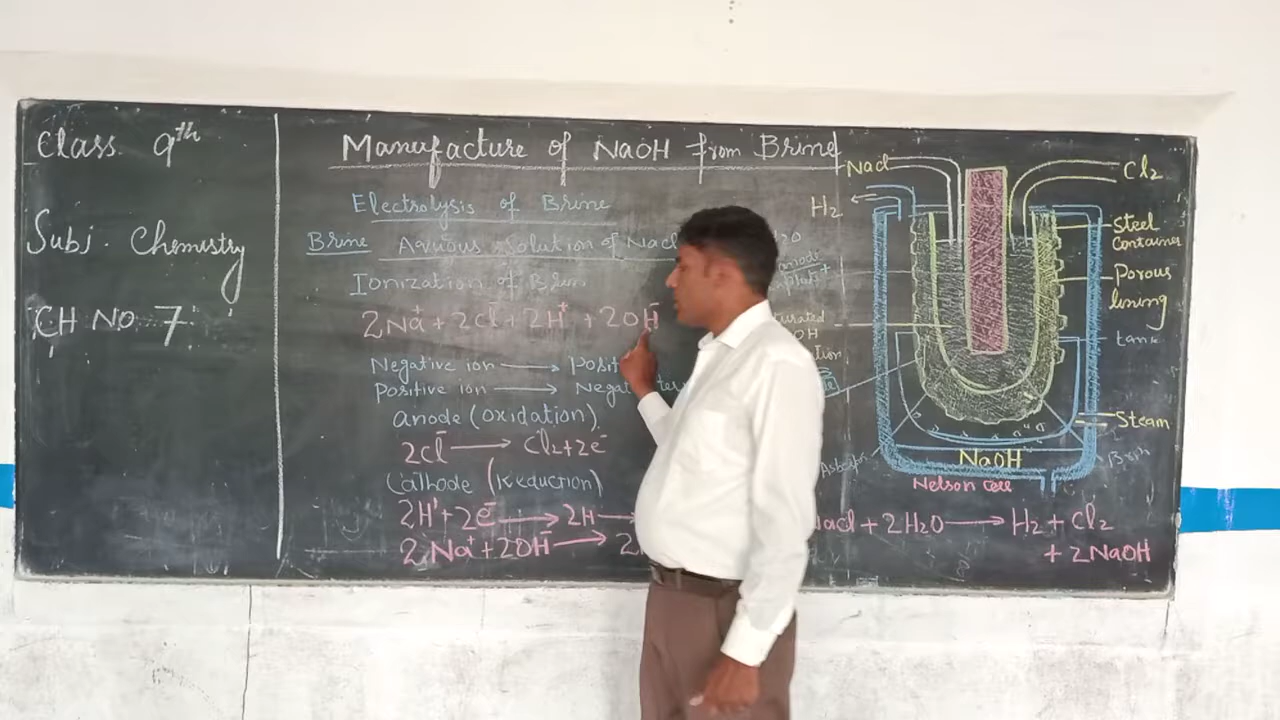 Class 9th
Subj. Chemistry
CH NO 7
Manufacture of NaOH from Brine
Electrolysis of Brine
Brine Aqueous solution of Nacl
Ionization of Brin
2Na⁺ + 2Cl⁻ + 2H⁺ + 2OH⁻
Negative ion → Posit
Positive ion → Negat
Anode (Oxidation)
2Cl⁻ → Cl₂ + 2e⁻
Cathode (Reduction)
2H⁺ + 2e⁻ → 2H →
2Na⁺ + 2OH⁻ → 2
Nacl
Cl₂
H₂
Steel
Container
Porous
lining
tank
Steam
NaOH
Nelson Cell
Nacl + 2H₂O → H₂ + Cl₂
+ 2NaOH